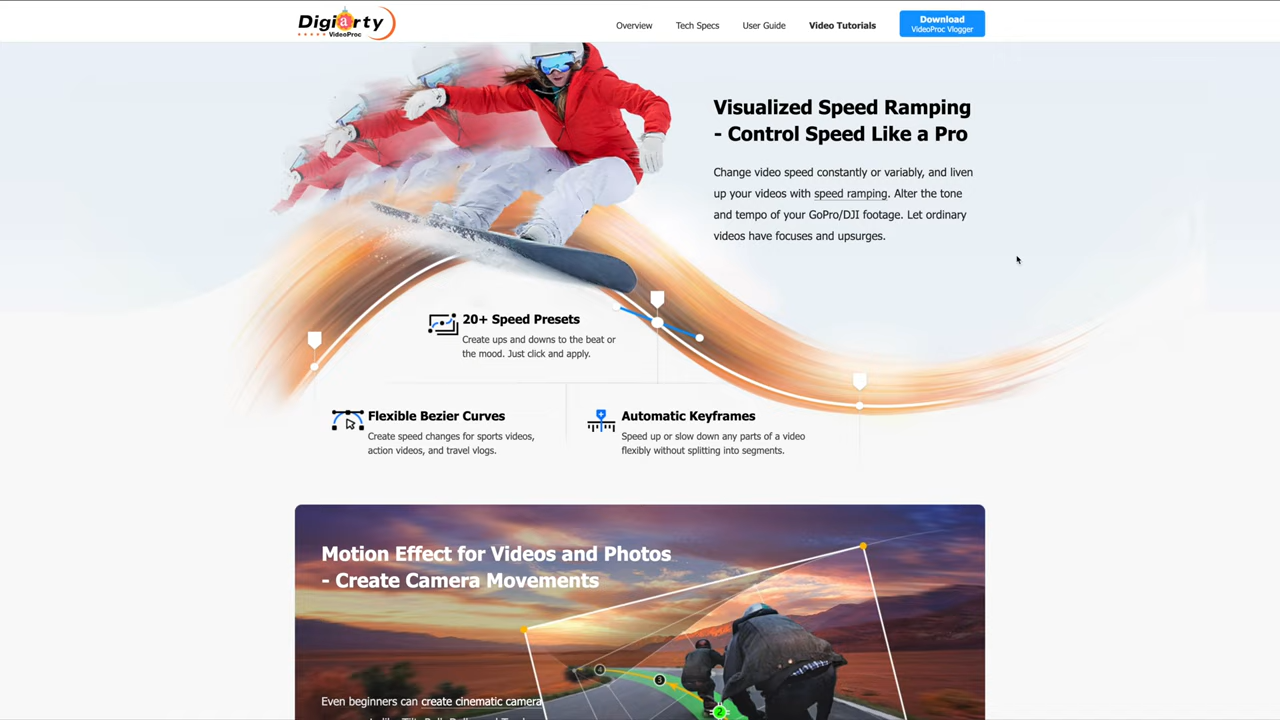 Digiarty
VideoProc
Overview
Tech Specs
User Guide
Video Tutorials
Download
VideoProc Vlogger
Visualized Speed Ramping
- Control Speed Like a Pro
Change video speed constantly or variably, and liven
up your videos with speed ramping. Alter the tone
and tempo of your GoPro/DJI footage. Let ordinary
videos have focuses and upsurges.
20+ Speed Presets
Create ups and downs to the beat or
the mood. Just click and apply.
Flexible Bezier Curves
Create speed changes for sports videos,
action videos, and travel vlogs.
Automatic Keyframes
Speed up or slow down any parts of a video
flexibly without splitting into segments.
Motion Effect for Videos and Photos
- Create Camera Movements
4
3
2
Even beginners can create cinematic camera